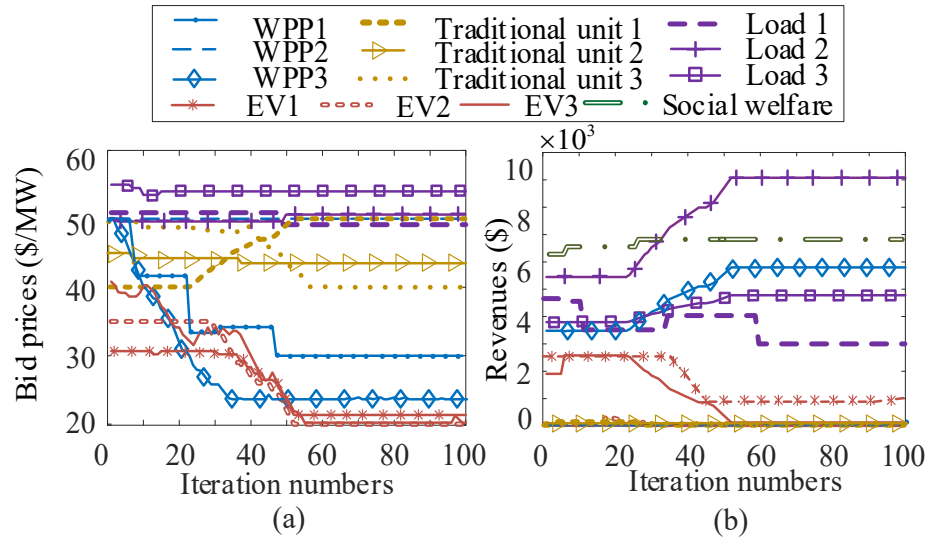 WPP1 Traditional unit 1 Load 1
WPP2 Traditional unit 2 Load 2
WPP3 Traditional unit 3 Load 3
EV1 EV2 EV3 Social welfare
Bid prices ($/MW)
60
50
40
30
20
0 20 40 60 80 100
Iteration numbers
(a)
×10³
Revenues ($)
10
8
6
4
2
0
0 20 40 60 80 100
Iteration numbers
(b)